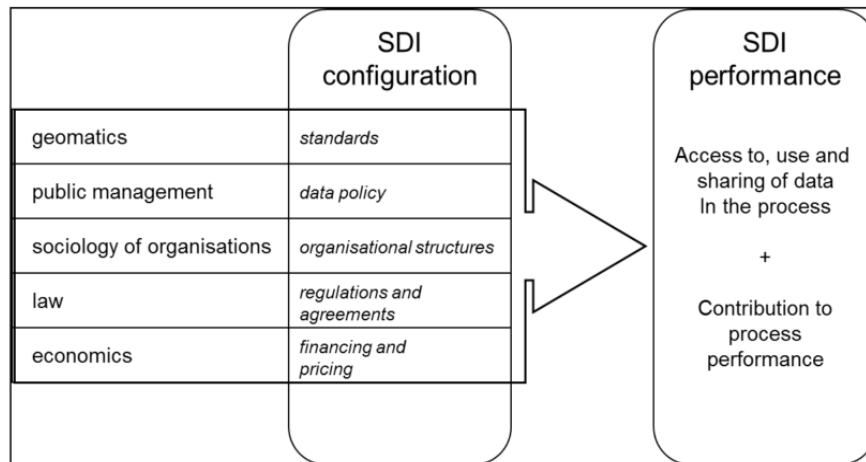 SDI
configuration
SDI
performance
geomatics
standards
public management
data policy
sociology of organisations
organisational structures
law
regulations and
agreements
economics
financing and
pricing
Access to, use and
sharing of data
In the process
+
Contribution to
process
performance